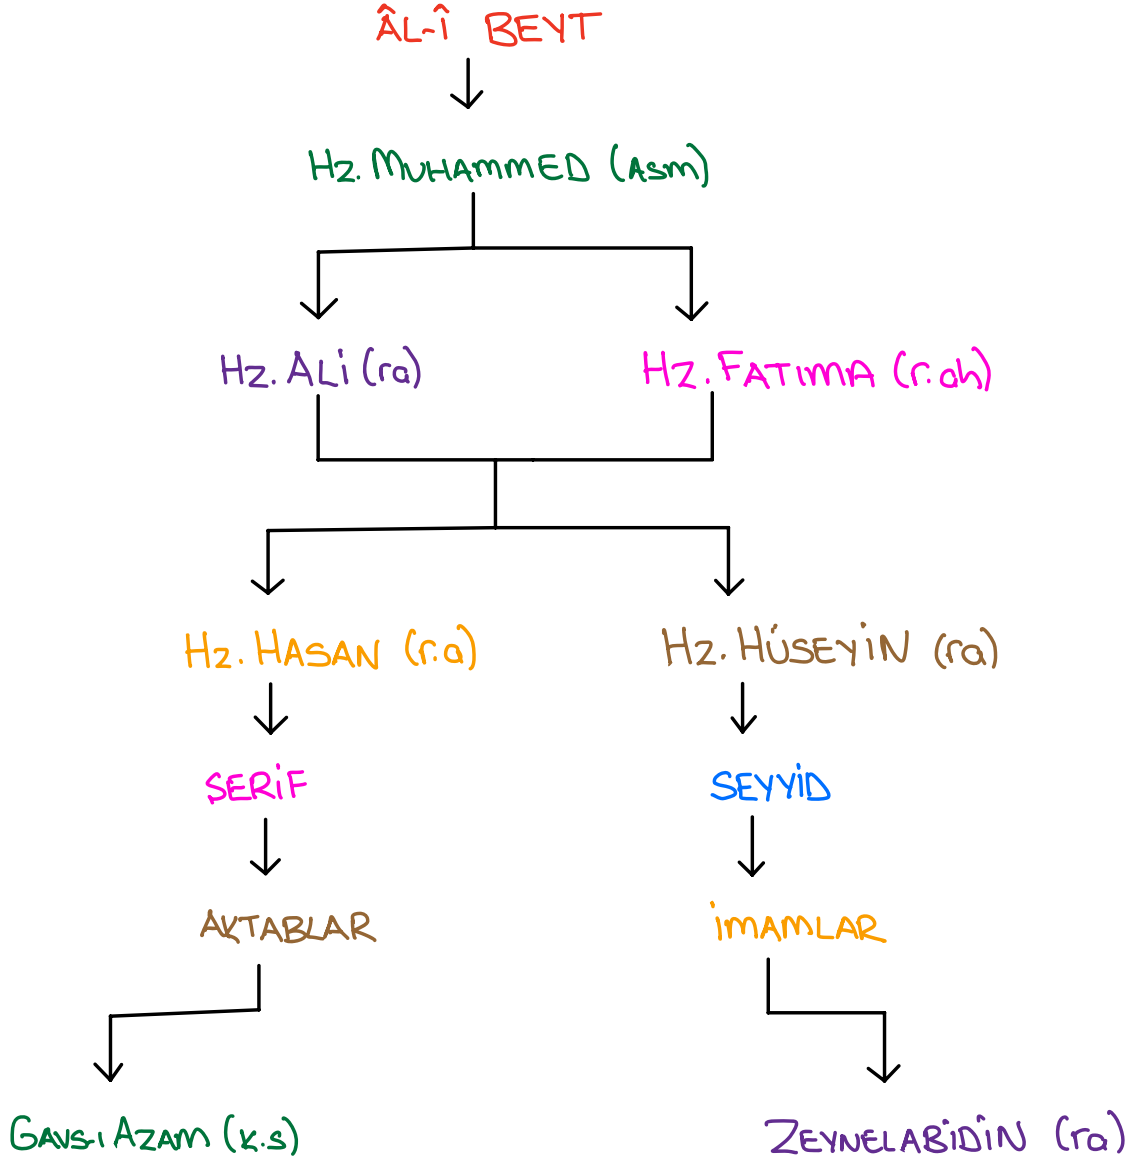 ÂL-Î BEYT
HZ. MUHAMMED (ASM)
HZ. ALİ (ra)
HZ. FATIMA (r.ah)
HZ. HASAN (r.a)
HZ. HÜSEYİN (ra)
ŞERİF
SEYYİD
AKTABLAR
İMAMLAR
GAVS-I AZAM (K.S)
ZEYNELABİDİN (ra)